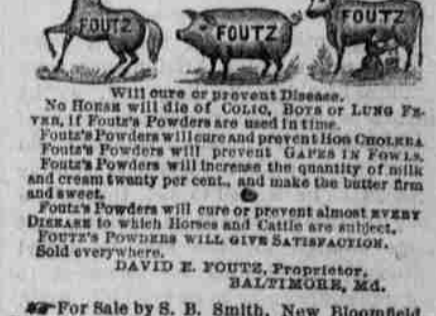 FOUTZ FOUTZ FOUTZ
Will cure or prevent Disease.
No Horse will die of Colic, Bots or Lung Fe-
ver, if Foutz's Powders are used in time.
Foutz's Powders will cure and prevent Hog Cholera
Foutz's Powders will prevent Gapes in Fowls.
Foutz's Powders will increase the quantity of milk
and cream twenty per cent., and make the butter firm
and sweet.
Foutz's Powders will cure or prevent almost EVERY
Disease to which Horses and Cattle are subject.
Foutz's Powders will give Satisfaction.
Sold everywhere.
DAVID E. FOUTZ, Proprietor.
BALTIMORE, Md.
For Sale by S. B. Smith, New Bloomfield